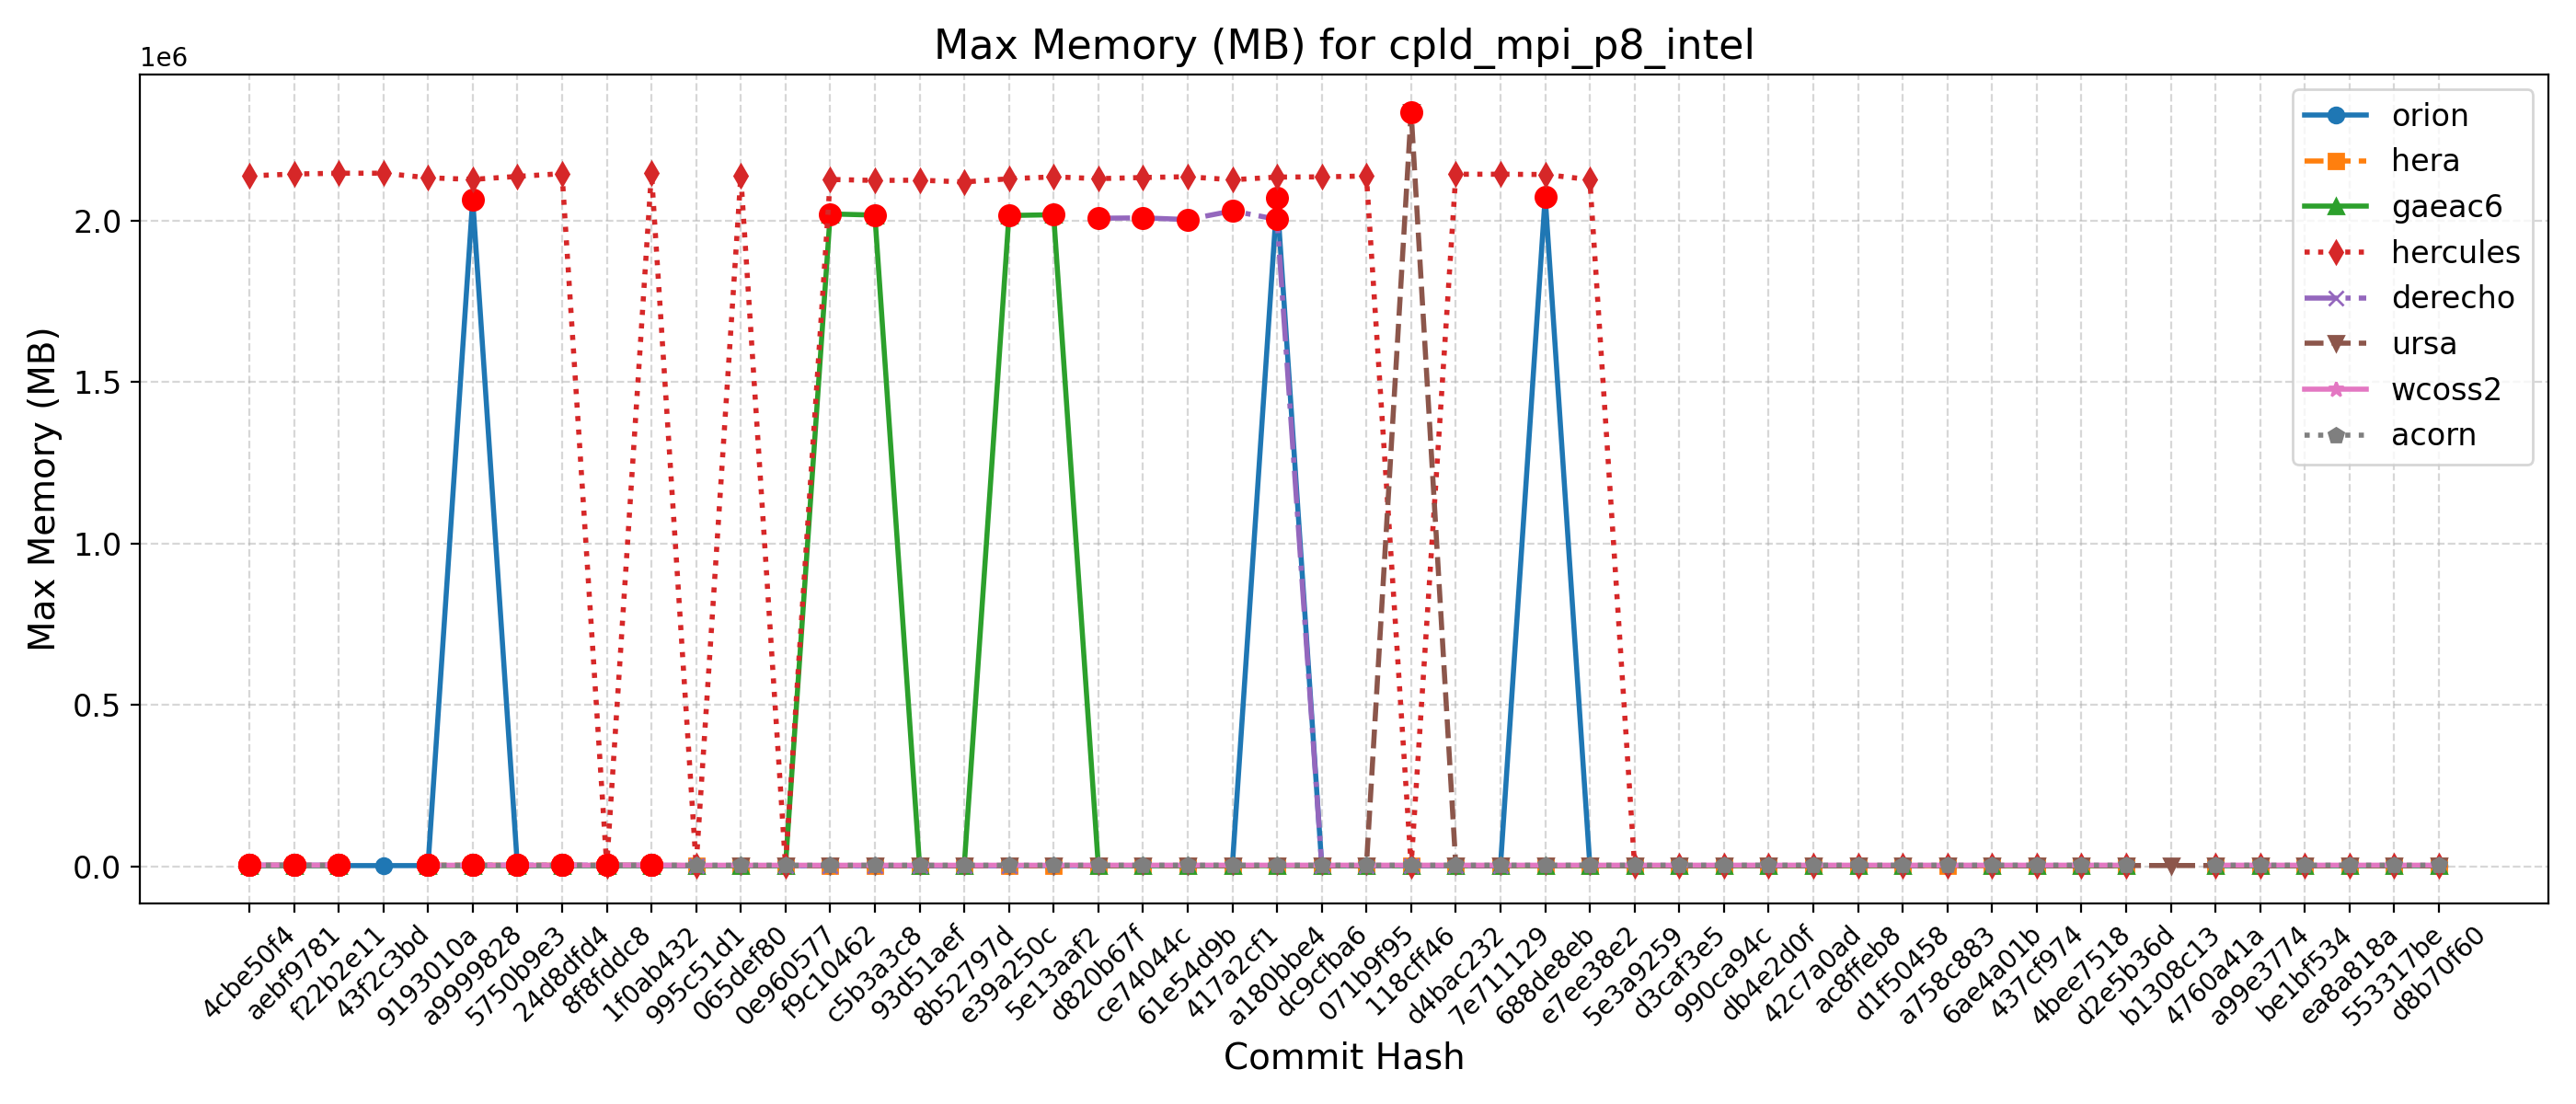 Max Memory (MB) for cpld_mpi_p8_intel
1e6
Max Memory (MB)
2.0
1.5
1.0
0.5
0.0
orion
hera
gaeac6
hercules
derecho
ursa
wcoss2
acorn
4cbe50f4
aebf9781
f22b2e11
43f2c3bd
9193010a
a9999828
5750b9e3
24d8dfd4
8f8fddc8
1f0ab432
995c51d1
065def80
0e960577
f9c10462
c5b3a3c8
93d51aef
8b52797d
e39a250c
5e13aaf2
d820b67f
ce74044c
61e54d9b
417a2cf1
a180bbe4
dc9cfba6
071b9f95
118cff46
d4bac232
7e711129
688de8eb
e7ee38e2
5e3a9259
d3caf3e5
990ca94c
db4e2d0f
42c7a0ad
ac8ffeb8
d1f50458
a758c883
6ae4a01b
437cf974
4bee7518
d2e5b36d
b1308c13
4760a41a
a99e3774
be1bf534
ea8a818a
553317be
d8b70f60
Commit Hash